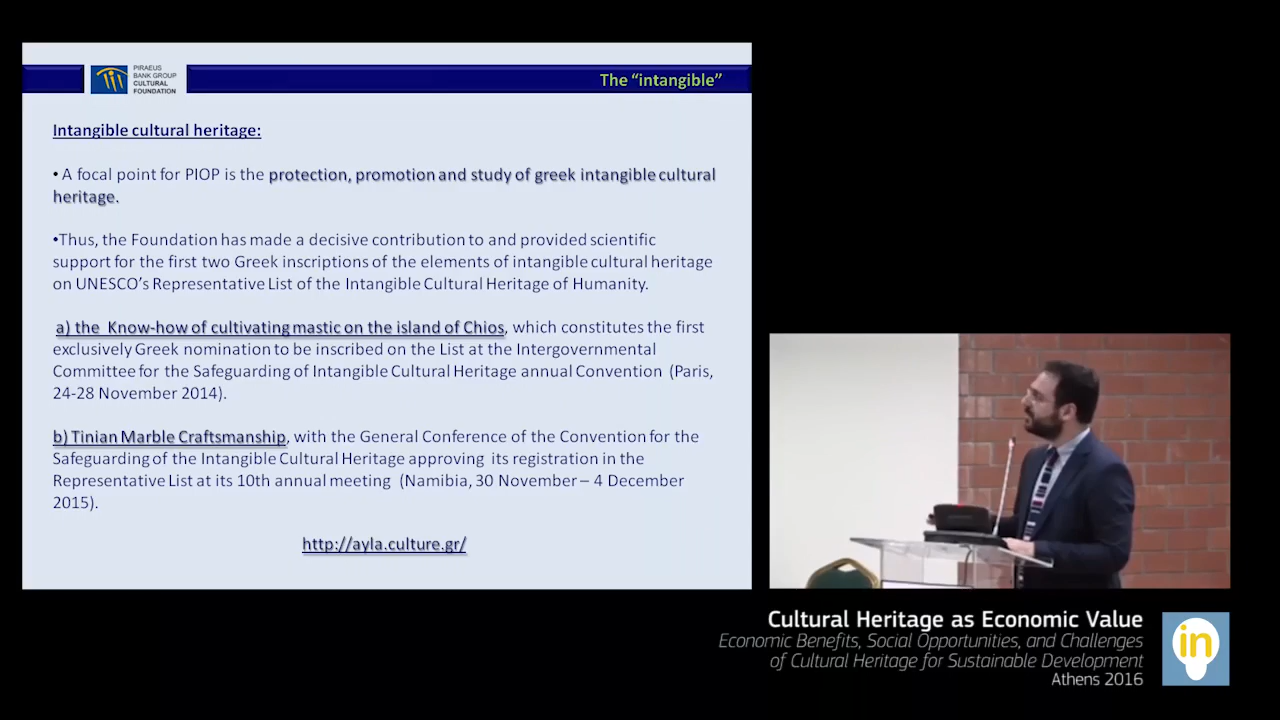 PIRAEUS
BANK GROUP
CULTURAL
FOUNDATION
The “intangible”
Intangible cultural heritage:
• A focal point for PIOP is the protection, promotion and study of greek intangible cultural
heritage.
•Thus, the Foundation has made a decisive contribution to and provided scientific
support for the first two Greek inscriptions of the elements of intangible cultural heritage
on UNESCO’s Representative List of the Intangible Cultural Heritage of Humanity.
a) the Know-how of cultivating mastic on the island of Chios, which constitutes the first
exclusively Greek nomination to be inscribed on the List at the Intergovernmental
Committee for the Safeguarding of Intangible Cultural Heritage annual Convention (Paris,
24-28 November 2014).
b) Tinian Marble Craftsmanship, with the General Conference of the Convention for the
Safeguarding of the Intangible Cultural Heritage approving its registration in the
Representative List at its 10th annual meeting (Namibia, 30 November – 4 December
2015).
http://ayla.culture.gr/
Cultural Heritage as Economic Value
Economic Benefits, Social Opportunities, and Challenges
of Cultural Heritage for Sustainable Development
Athens 2016
in